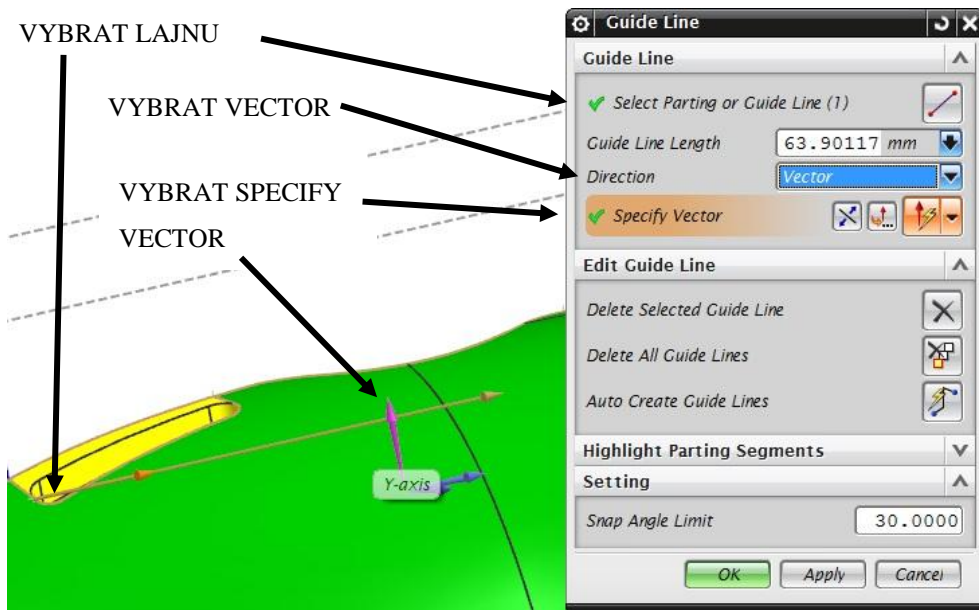 VYBRAT LAJNU
VYBRAT VECTOR
VYBRAT SPECIFY
VECTOR
Y-axis
Guide Line
Guide Line
Select Parting or Guide Line (1)
Guide Line Length 63.90117 mm
Direction Vector
Specify Vector
Edit Guide Line
Delete Selected Guide Line
Delete All Guide Lines
Auto Create Guide Lines
Highlight Parting Segments
Setting
Snap Angle Limit 30.0000
OK Apply Cancel